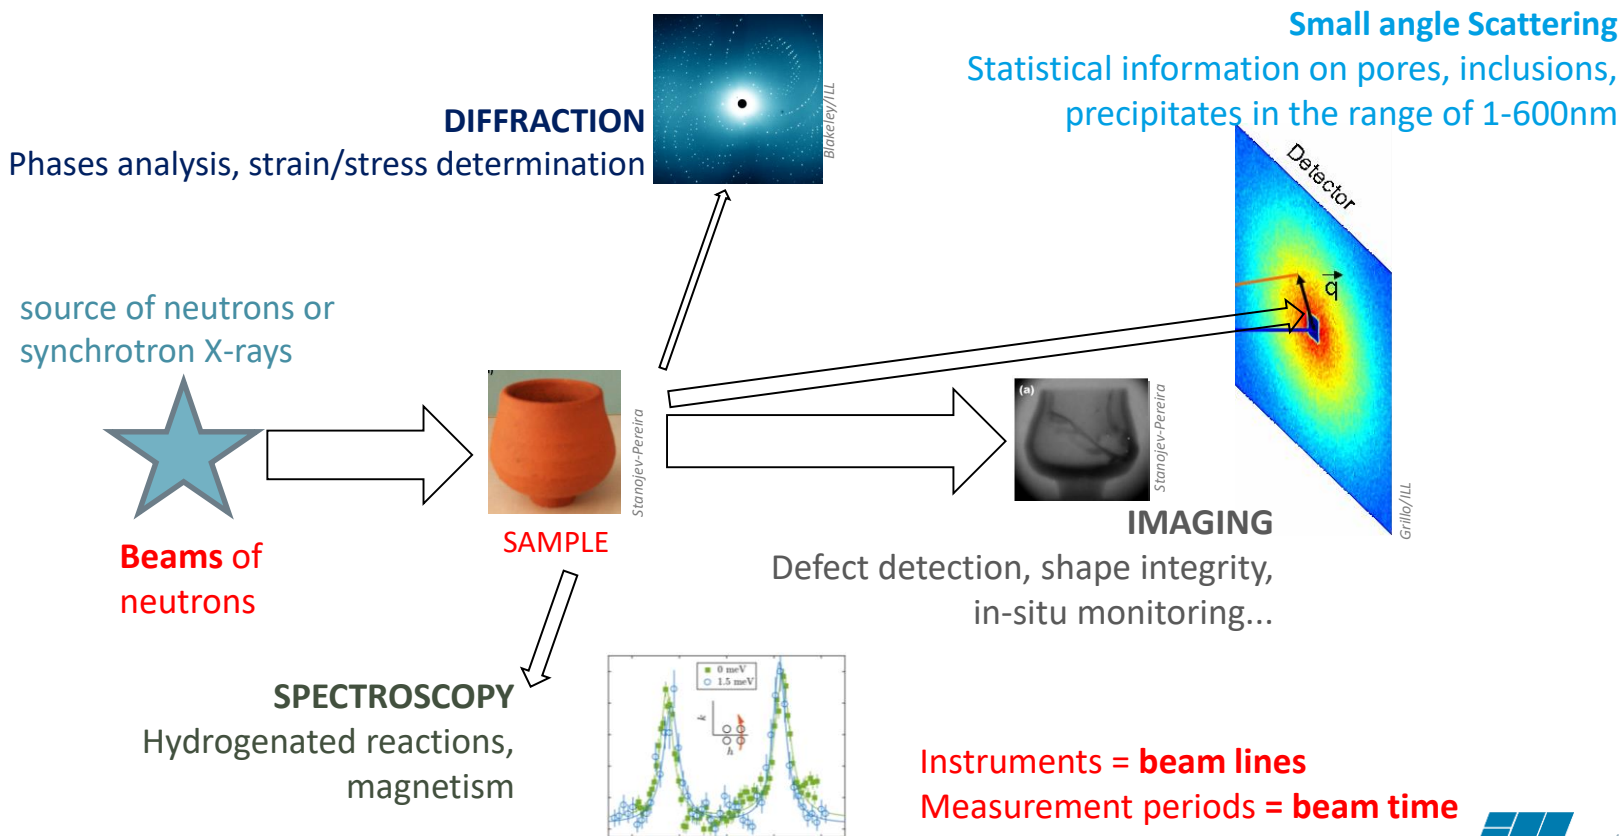 Small angle Scattering
Statistical information on pores, inclusions,
precipitates in the range of 1-600nm
DIFFRACTION
Phases analysis, strain/stress determination
Blakeley/ILL
Detector
q
source of neutrons or
synchrotron X-rays
Stanojev-Pereira
(a)
Stanojev-Pereira
Grillo/ILL
SAMPLE
Beams of
neutrons
IMAGING
Defect detection, shape integrity,
in-situ monitoring...
SPECTROSCOPY
Hydrogenated reactions,
magnetism
0 meV
1.5 meV
k
h
Instruments = beam lines
Measurement periods = beam time